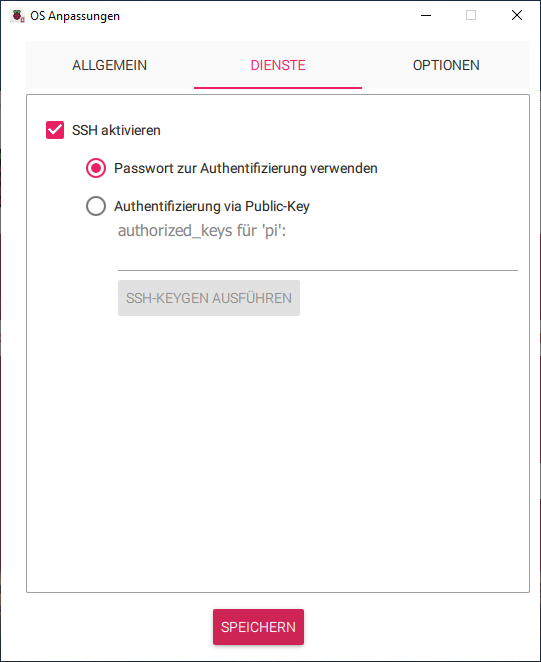 OS Anpassungen
ALLGEMEIN
DIENSTE
OPTIONEN
SSH aktivieren
Passwort zur Authentifizierung verwenden
Authentifizierung via Public-Key
authorized_keys für 'pi':
SSH-KEYGEN AUSFÜHREN
SPEICHERN